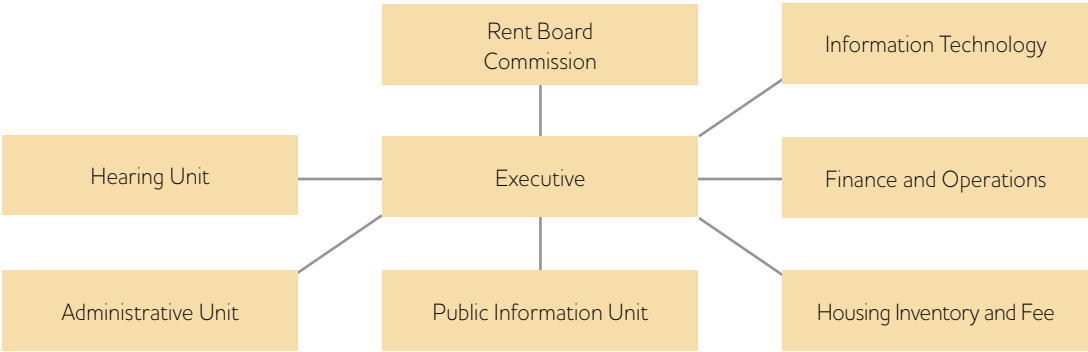 Rent Board
Commission
Information Technology
Hearing Unit
Executive
Finance and Operations
Administrative Unit
Public Information Unit
Housing Inventory and Fee